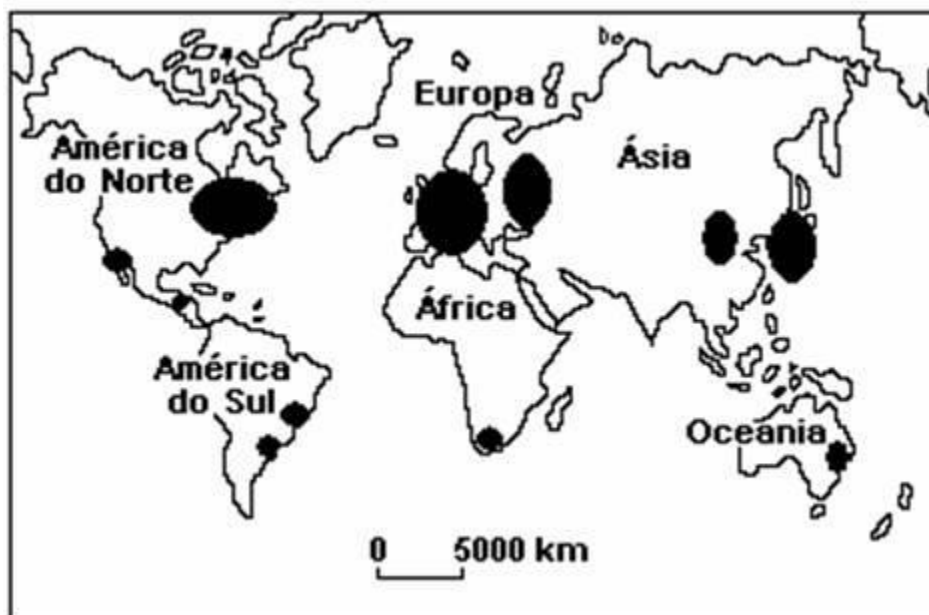 Europa
América
do Norte
Ásia
África
América
do Sul
Oceania
0 5000 km